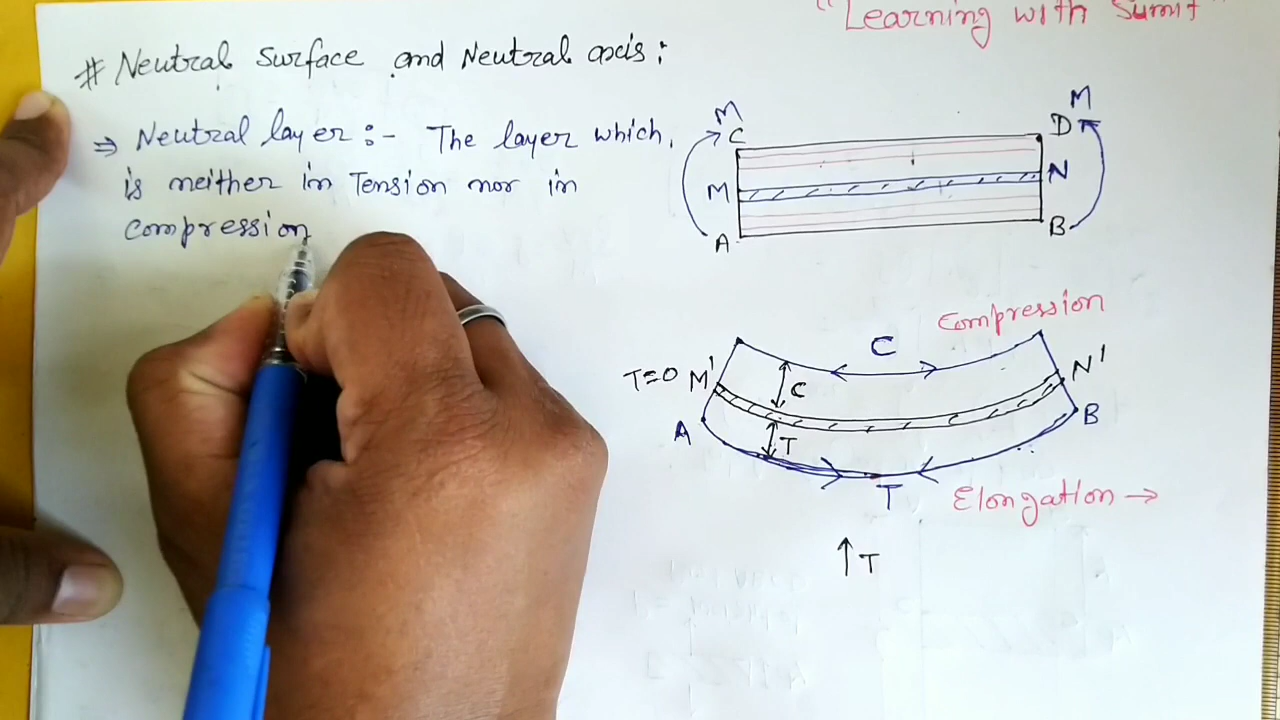 "Learning with Sumit"
# Neutral surface and Neutral axis:
⇒ Neutral layer :- The layer which,
is neither in Tension nor in
compression
M
C
M
D
M
N
A
B
Compression
C
T=0 M'
N'
C
A
T
B
T
Elongation →
↑T